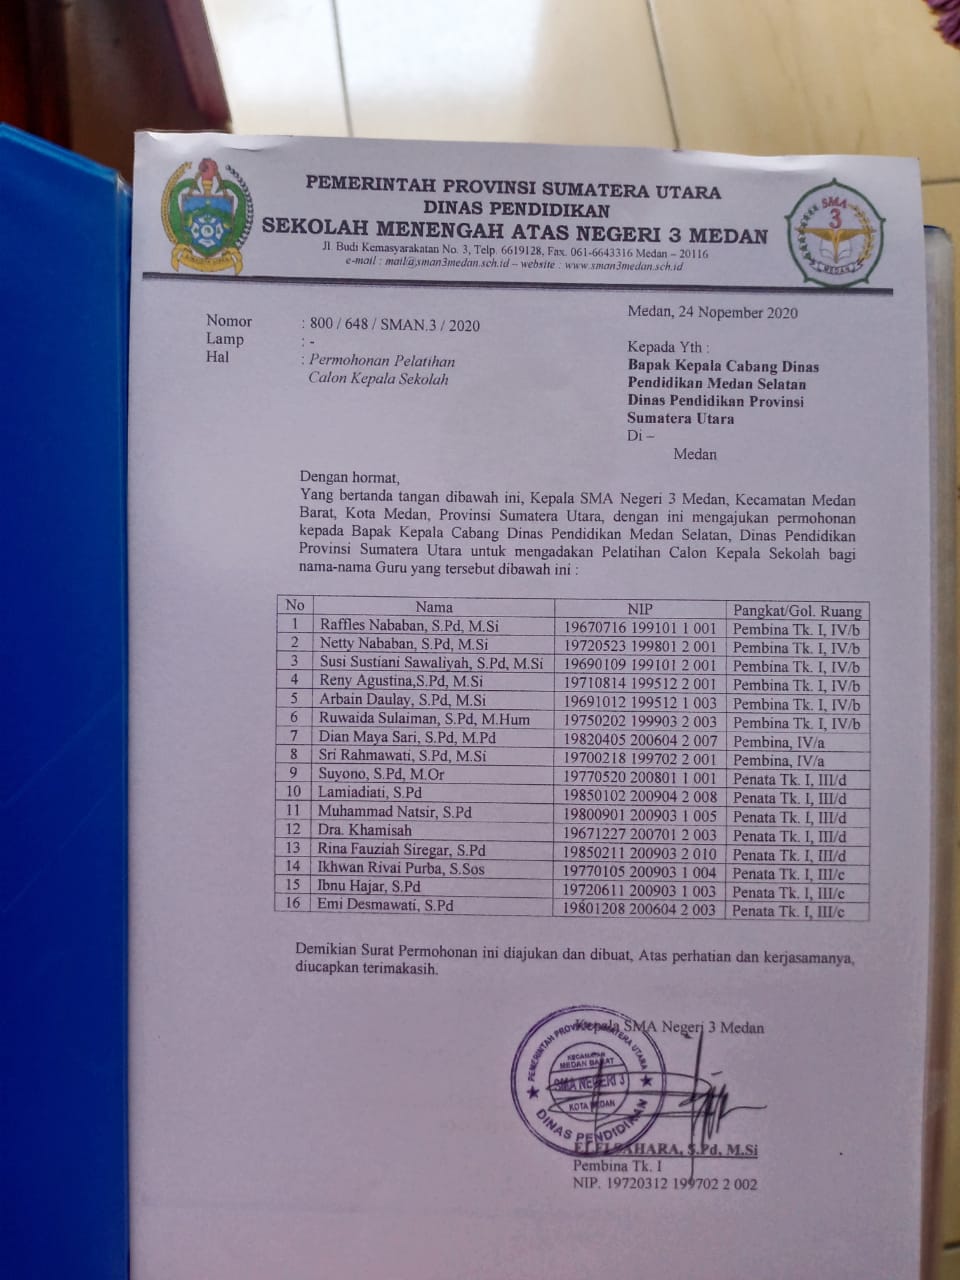 PEMERINTAH PROVINSI SUMATERA UTARA
DINAS PENDIDIKAN
SEKOLAH MENENGAH ATAS NEGERI 3 MEDAN
Jl. Budi Kemasyarakatan No. 3, Telp. 6619128, Fax. 061-6643316 Medan – 20116
e-mail : mail@sman3medan.sch.id – website : www.sman3medan.sch.id
SMA
3
MEDAN
Medan, 24 Nopember 2020
Nomor : 800 / 648 / SMAN.3 / 2020
Lamp : -
Hal : Permohonan Pelatihan
Calon Kepala Sekolah
Kepada Yth :
Bapak Kepala Cabang Dinas
Pendidikan Medan Selatan
Dinas Pendidikan Provinsi
Sumatera Utara
Di –
Medan
Dengan hormat,
Yang bertanda tangan dibawah ini, Kepala SMA Negeri 3 Medan, Kecamatan Medan
Barat, Kota Medan, Provinsi Sumatera Utara, dengan ini mengajukan permohonan
kepada Bapak Kepala Cabang Dinas Pendidikan Medan Selatan, Dinas Pendidikan
Provinsi Sumatera Utara untuk mengadakan Pelatihan Calon Kepala Sekolah bagi
nama-nama Guru yang tersebut dibawah ini :
No Nama NIP Pangkat/Gol. Ruang
1 Raffles Nababan, S.Pd, M.Si 19670716 199101 1 001 Pembina Tk. I, IV/b
2 Netty Nababan, S.Pd, M.Si 19720523 199801 2 001 Pembina Tk. I, IV/b
3 Susi Sustiani Sawaliyah, S.Pd, M.Si 19690109 199101 2 001 Pembina Tk. I, IV/b
4 Reny Agustina,S.Pd, M.Si 19710814 199512 2 001 Pembina Tk. I, IV/b
5 Arbain Daulay, S.Pd, M.Si 19691012 199512 1 003 Pembina Tk. I, IV/b
6 Ruwaida Sulaiman, S.Pd, M.Hum 19750202 199903 2 003 Pembina Tk. I, IV/b
7 Dian Maya Sari, S.Pd, M.Pd 19820405 200604 2 007 Pembina, IV/a
8 Sri Rahmawati, S.Pd, M.Si 19700218 199702 2 001 Pembina, IV/a
9 Suyono, S.Pd, M.Or 19770520 200801 1 001 Penata Tk. I, III/d
10 Lamiadiati, S.Pd 19850102 200904 2 008 Penata Tk. I, III/d
11 Muhammad Natsir, S.Pd 19800901 200903 1 005 Penata Tk. I, III/d
12 Dra. Khamisah 19671227 200701 2 003 Penata Tk. I, III/d
13 Rina Fauziah Siregar, S.Pd 19850211 200903 2 010 Penata Tk. I, III/d
14 Ikhwan Rivai Purba, S.Sos 19770105 200903 1 004 Penata Tk. I, III/c
15 Ibnu Hajar, S.Pd 19720611 200903 1 003 Penata Tk. I, III/c
16 Emi Desmawati, S.Pd 19801208 200604 2 003 Penata Tk. I, III/c
Demikian Surat Permohonan ini diajukan dan dibuat, Atas perhatian dan kerjasamanya,
diucapkan terimakasih.
Kepala SMA Negeri 3 Medan
PEMERINTAH PROVINSI SUMATERA UTARA
KECAMATAN
MEDAN BARAT
SMA NEGERI 3
KOTA MEDAN
DINAS PENDIDIKAN
ELFI SAHARA, S.Pd, M.Si
Pembina Tk. I
NIP. 19720312 199702 2 002